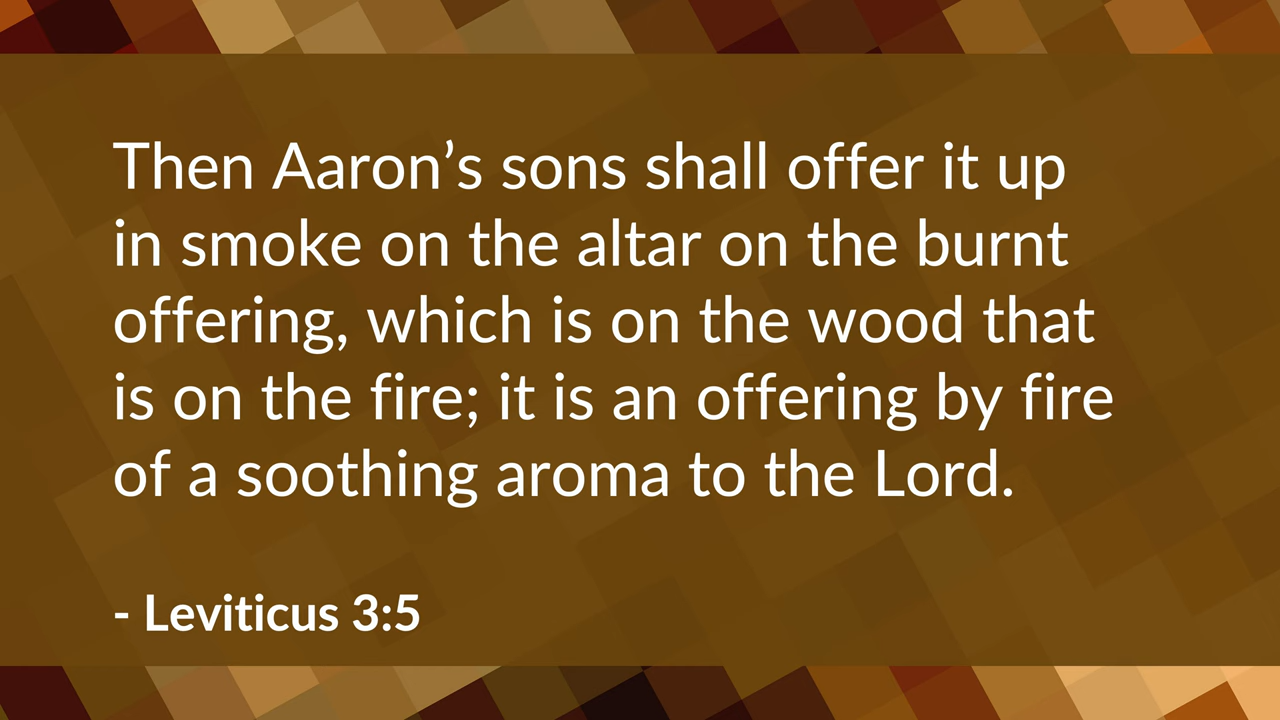 Then Aaron’s sons shall offer it up
in smoke on the altar on the burnt
offering, which is on the wood that
is on the fire; it is an offering by fire
of a soothing aroma to the Lord.
- Leviticus 3:5